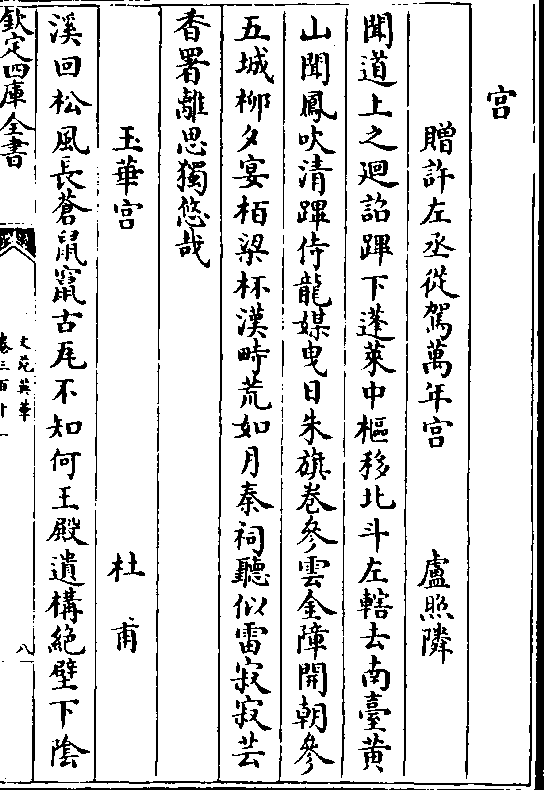 宫
贈許左丞從駕萬年宮 盧照隣
聞道上之廻詔蹕下蓬萊中樞移北斗左轄去南臺黄
山聞鳳吹清蹕侍龍媒曳日朱旗卷參雲金障開朝參
五城柳夕宴栢梁杯漢畤荒如月秦祠聽似雷寂寂芸
香署離思獨悠哉
玉華宫 杜甫
溪回松風長蒼鼠竄古瓦不知何王殿遺構絶壁下陰
欽定四庫全書
文苑英華
卷三百十一
八